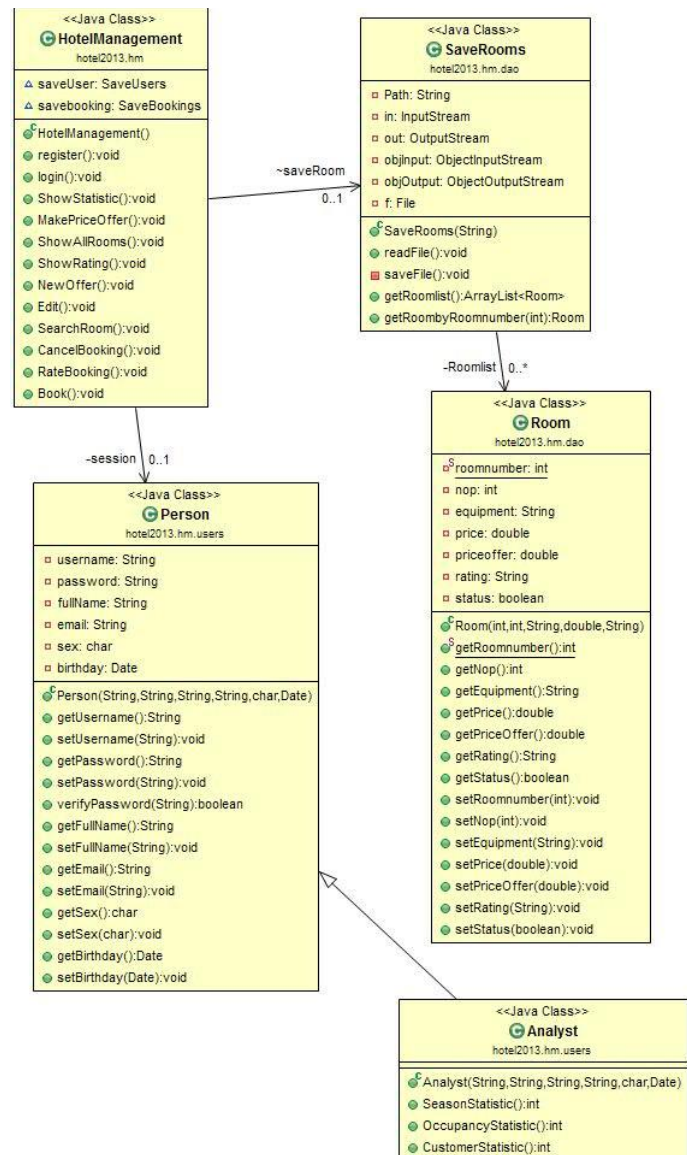 <<Java Class>>
HotelManagement
hotel2013.hm
saveUser: SaveUsers
savebooking: SaveBookings
HotelManagement()
register():void
login():void
ShowStatistic():void
MakePriceOffer():void
ShowAllRooms():void
ShowRating():void
NewOffer():void
Edit():void
SearchRoom():void
CancelBooking():void
RateBooking():void
Book():void
~saveRoom
0..1
<<Java Class>>
SaveRooms
hotel2013.hm.dao
Path: String
in: InputStream
out: OutputStream
objInput: ObjectInputStream
objOutput: ObjectOutputStream
f: File
SaveRooms(String)
readFile():void
saveFile():void
getRoomlist():ArrayList<Room>
getRoombyRoomnumber(int):Room
-Roomlist
0..*
<<Java Class>>
Room
hotel2013.hm.dao
roomnumber: int
nop: int
equipment: String
price: double
priceoffer: double
rating: String
status: boolean
Room(int,int,String,double,String)
getRoomnumber():int
getNop():int
getEquipment():String
getPrice():double
getPriceOffer():double
getRating():String
getStatus():boolean
setRoomnumber(int):void
setNop(int):void
setEquipment(String):void
setPrice(double):void
setPriceOffer(double):void
setRating(String):void
setStatus(boolean):void
-session
0..1
<<Java Class>>
Person
hotel2013.hm.users
username: String
password: String
fullName: String
email: String
sex: char
birthday: Date
Person(String,String,String,String,char,Date)
getUsername():String
setUsername(String):void
getPassword():String
setPassword(String):void
verifyPassword(String):boolean
getFullName():String
setFullName(String):void
getEmail():String
setEmail(String):void
getSex():char
setSex(char):void
getBirthday():Date
setBirthday(Date):void
<<Java Class>>
Analyst
hotel2013.hm.users
Analyst(String,String,String,String,char,Date)
SeasonStatistic():int
OccupancyStatistic():int
CustomerStatistic():int